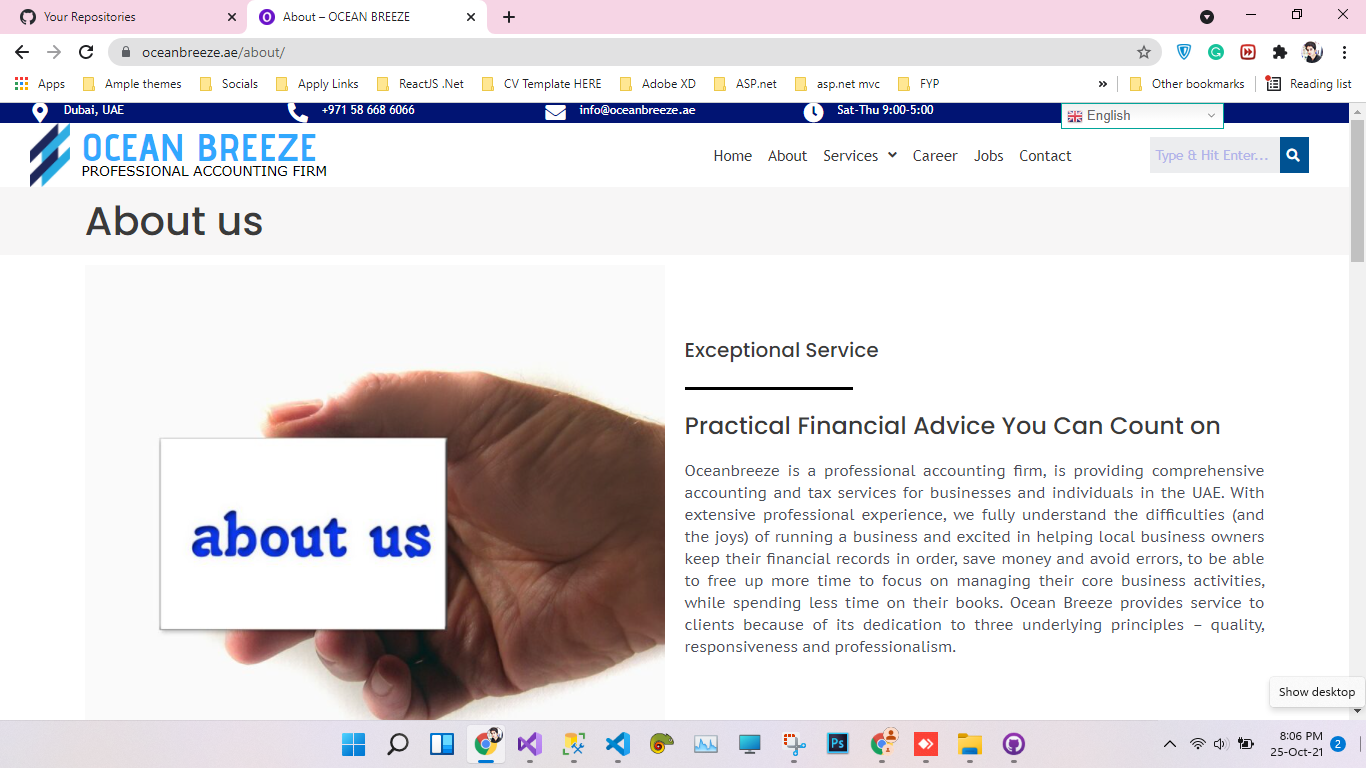 Your Repositories
About – OCEAN BREEZE
oceanbreeze.ae/about/
Apps
Ample themes
Socials
Apply Links
ReactJS .Net
CV Template HERE
Adobe XD
ASP.net
asp.net mvc
FYP
»
Other bookmarks
Reading list
Dubai, UAE
+971 58 668 6066
info@oceanbreeze.ae
Sat-Thu 9:00-5:00
English
OCEAN BREEZE
PROFESSIONAL ACCOUNTING FIRM
Home
About
Services
Career
Jobs
Contact
Type & Hit Enter...
About us
about us
Exceptional Service
Practical Financial Advice You Can Count on
Oceanbreeze is a professional accounting firm, is providing comprehensive
accounting and tax services for businesses and individuals in the UAE. With
extensive professional experience, we fully understand the difficulties (and
the joys) of running a business and excited in helping local business owners
keep their financial records in order, save money and avoid errors, to be able
to free up more time to focus on managing their core business activities,
while spending less time on their books. Ocean Breeze provides service to
clients because of its dedication to three underlying principles – quality,
responsiveness and professionalism.
Show desktop
Ps
8:06 PM
25-Oct-21
2